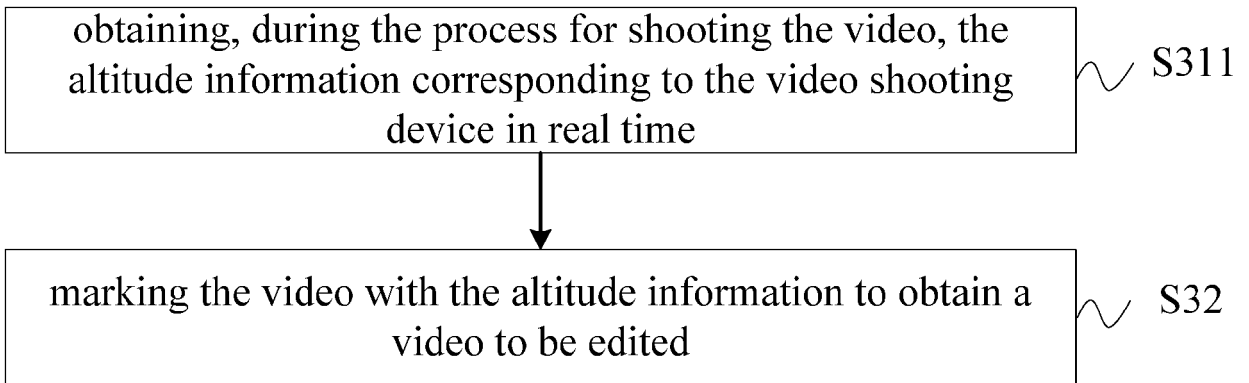 obtaining, during the process for shooting the video, the
altitude information corresponding to the video shooting
device in real time
S311
marking the video with the altitude information to obtain a
video to be edited
S32